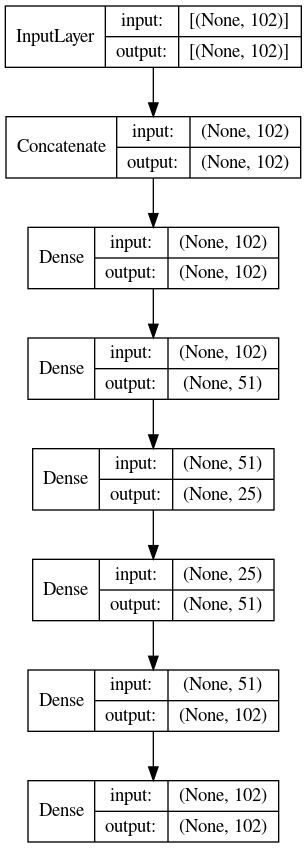 InputLayer
input: [(None, 102)]
output: [(None, 102)]
Concatenate
input: (None, 102)
output: (None, 102)
Dense
input: (None, 102)
output: (None, 102)
Dense
input: (None, 102)
output: (None, 51)
Dense
input: (None, 51)
output: (None, 25)
Dense
input: (None, 25)
output: (None, 51)
Dense
input: (None, 51)
output: (None, 102)
Dense
input: (None, 102)
output: (None, 102)